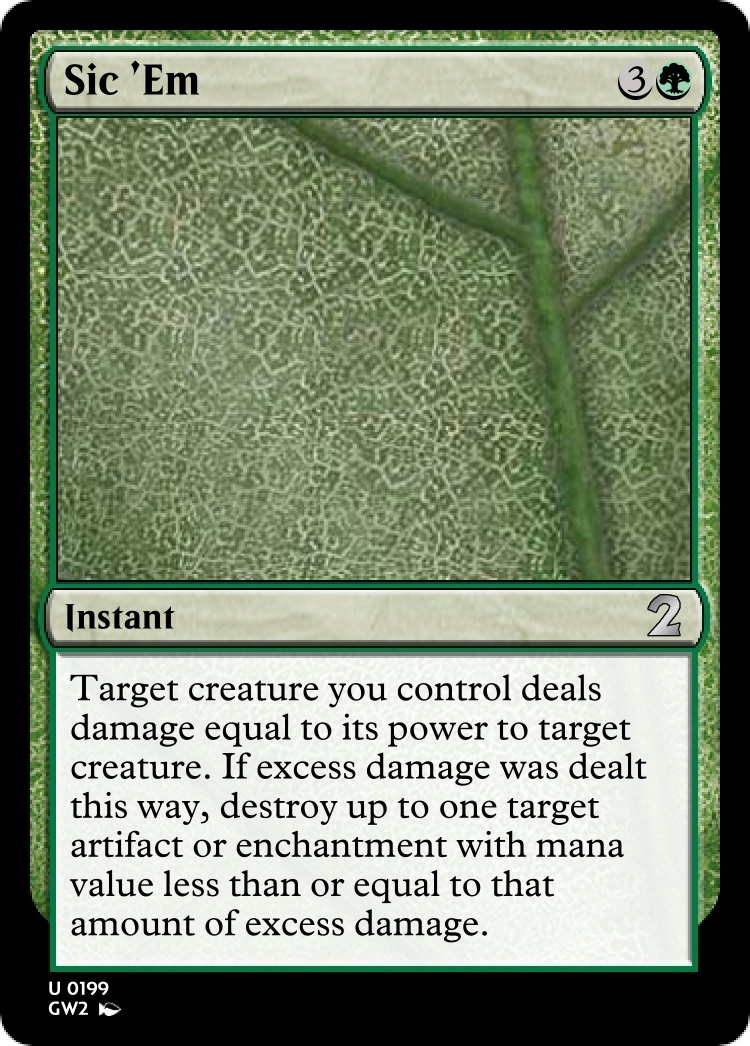 Sic ’Em 3
Instant 2
Target creature you control deals
damage equal to its power to target
creature. If excess damage was dealt
this way, destroy up to one target
artifact or enchantment with mana
value less than or equal to that
amount of excess damage.
U 0199
GW2